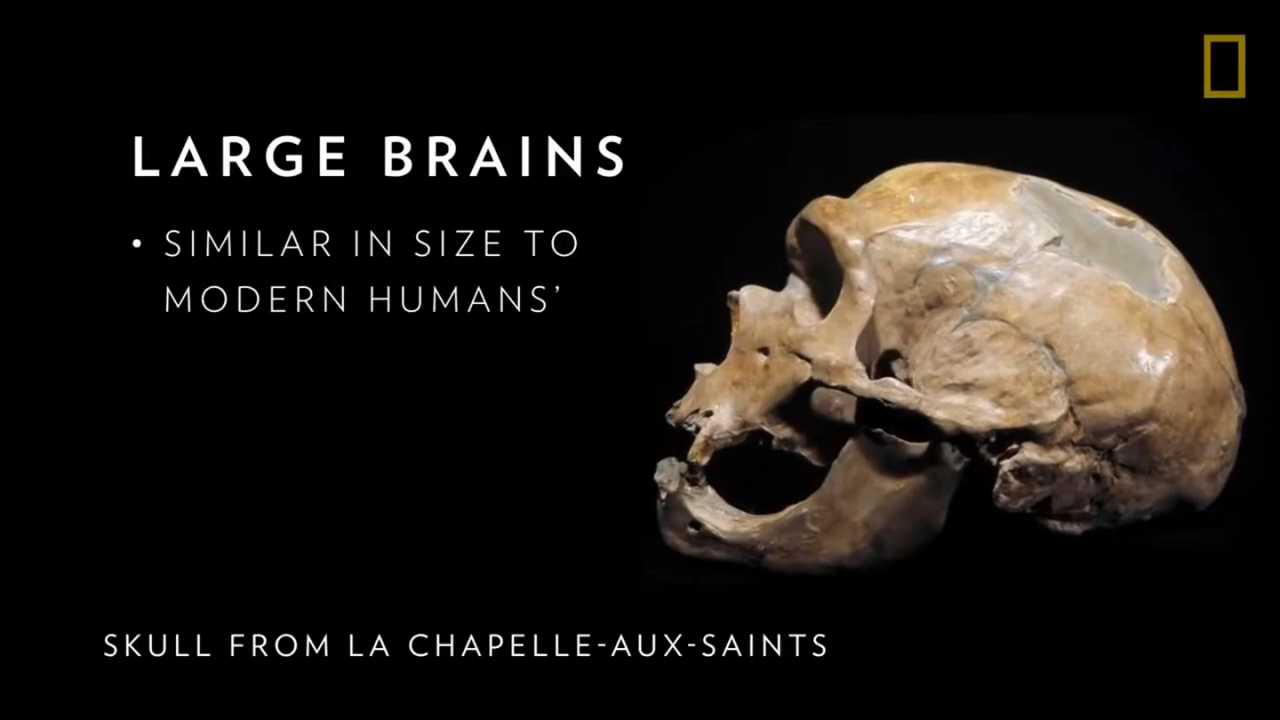 LARGE BRAINS
• SIMILAR IN SIZE TO
MODERN HUMANS’
SKULL FROM LA CHAPELLE-AUX-SAINTS